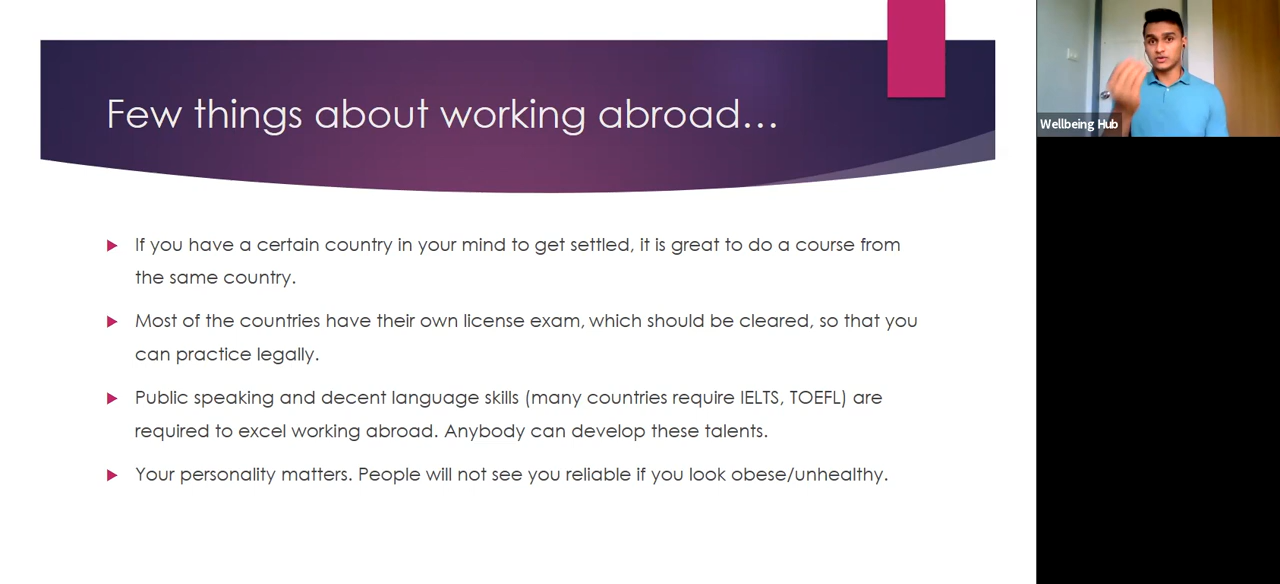 Few things about working abroad...
If you have a certain country in your mind to get settled, it is great to do a course from
the same country.
Most of the countries have their own license exam, which should be cleared, so that you
can practice legally.
Public speaking and decent language skills (many countries require IELTS, TOEFL) are
required to excel working abroad. Anybody can develop these talents.
Your personality matters. People will not see you reliable if you look obese/unhealthy.
Wellbeing Hub